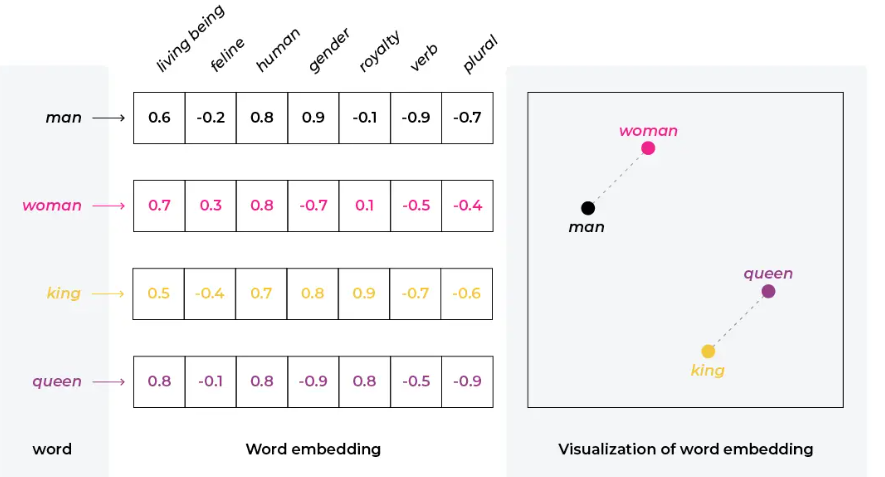 living being feline human gender royalty verb plural
man 0.6 -0.2 0.8 0.9 -0.1 -0.9 -0.7
woman 0.7 0.3 0.8 -0.7 0.1 -0.5 -0.4
king 0.5 -0.4 0.7 0.8 0.9 -0.7 -0.6
queen 0.8 -0.1 0.8 -0.9 0.8 -0.5 -0.9
word Word embedding
woman
man
queen
king
Visualization of word embedding